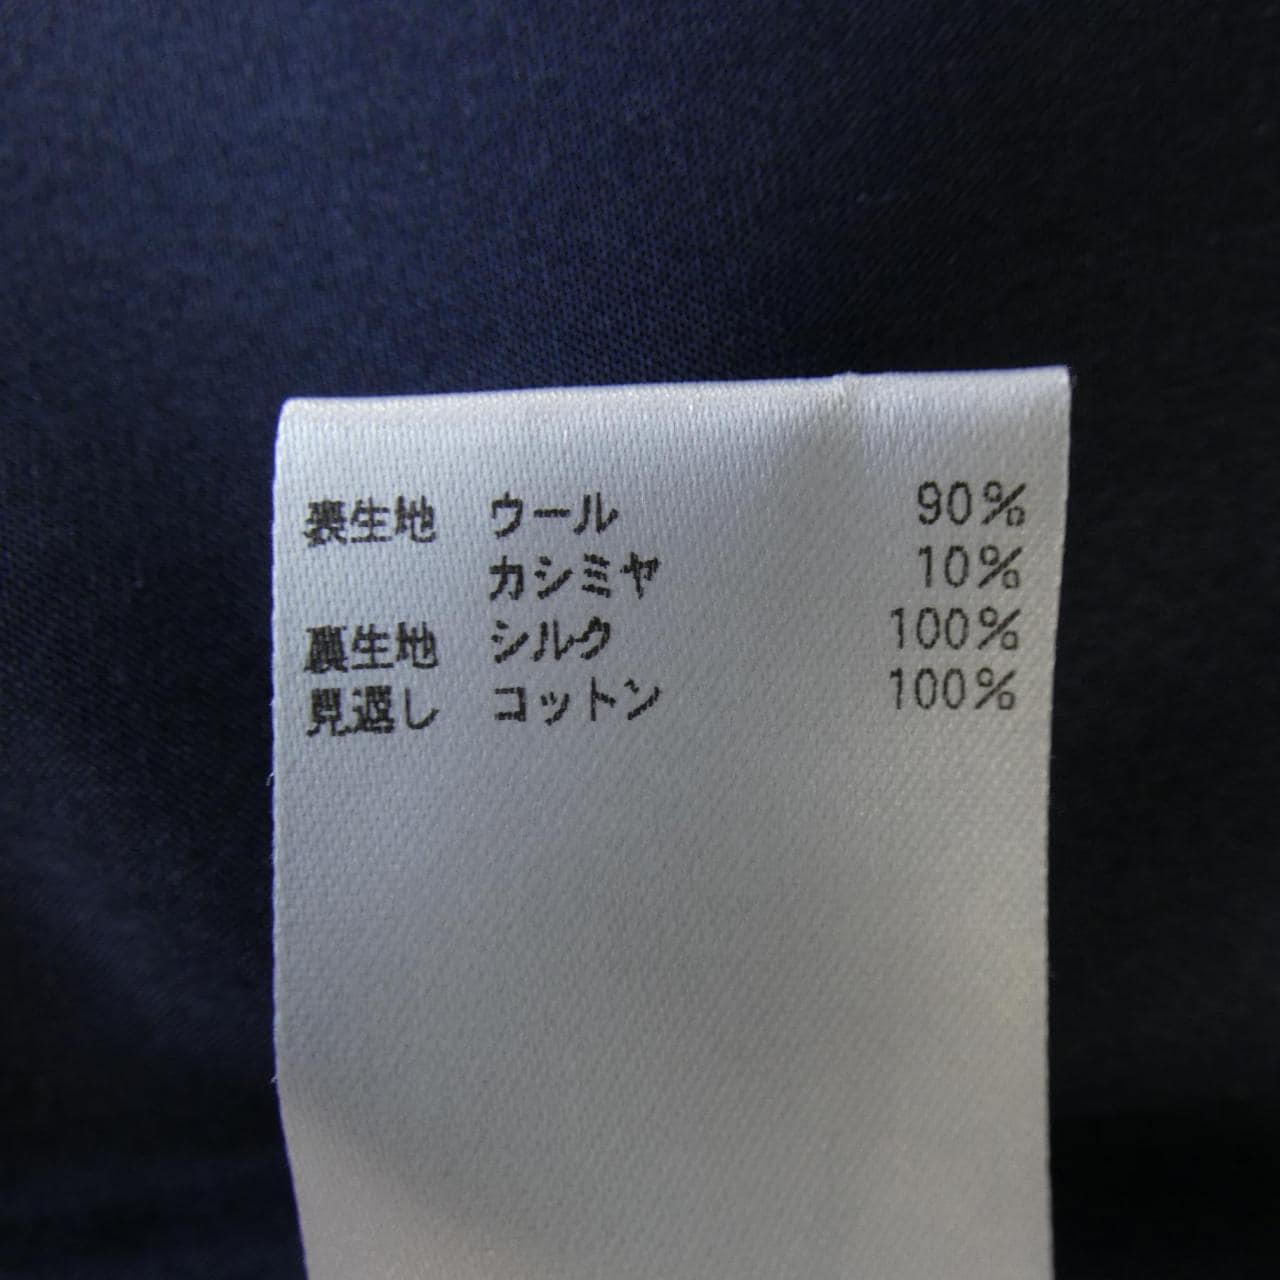 表生地 ウール 90%
カシミヤ 10%
裏生地 シルク 100%
見返し コットン 100%